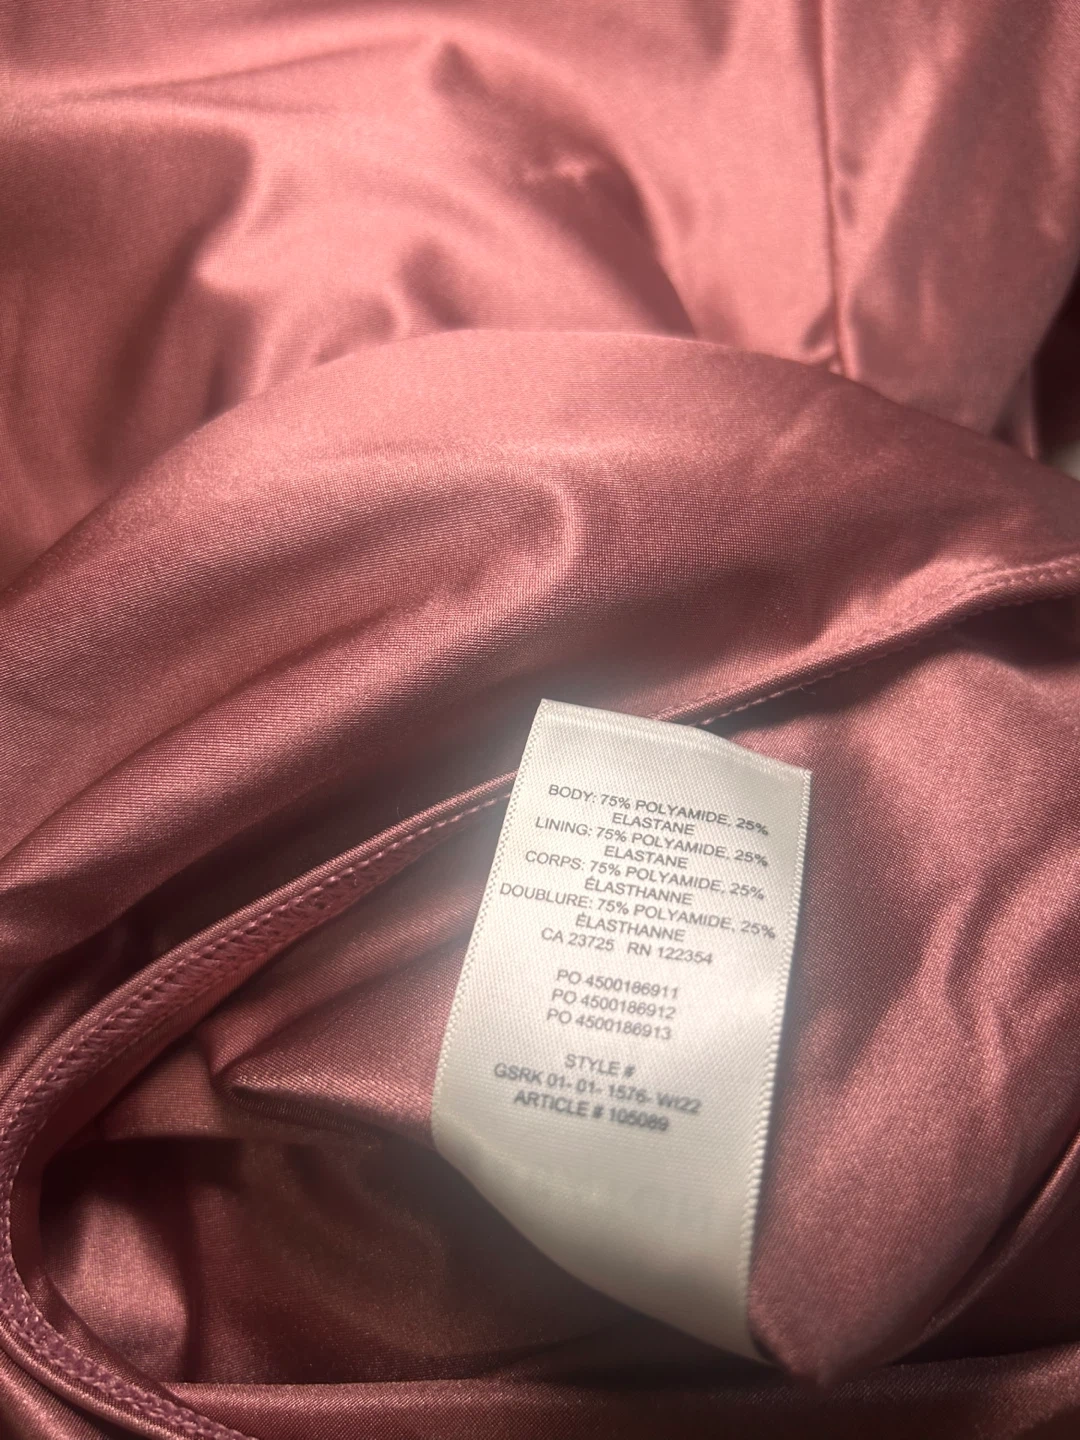 BODY: 75% POLYAMIDE, 25%
ELASTANE
LINING: 75% POLYAMIDE, 25%
ELASTANE
CORPS: 75% POLYAMIDE, 25%
ÉLASTHANNE
DOUBLURE: 75% POLYAMIDE, 25%
ÉLASTHANNE
CA 23725 RN 122354
PO 4500186911
PO 4500186912
PO 4500186913
STYLE #
GSRK 01- 01- 1576- Wt22
ARTICLE # 105089